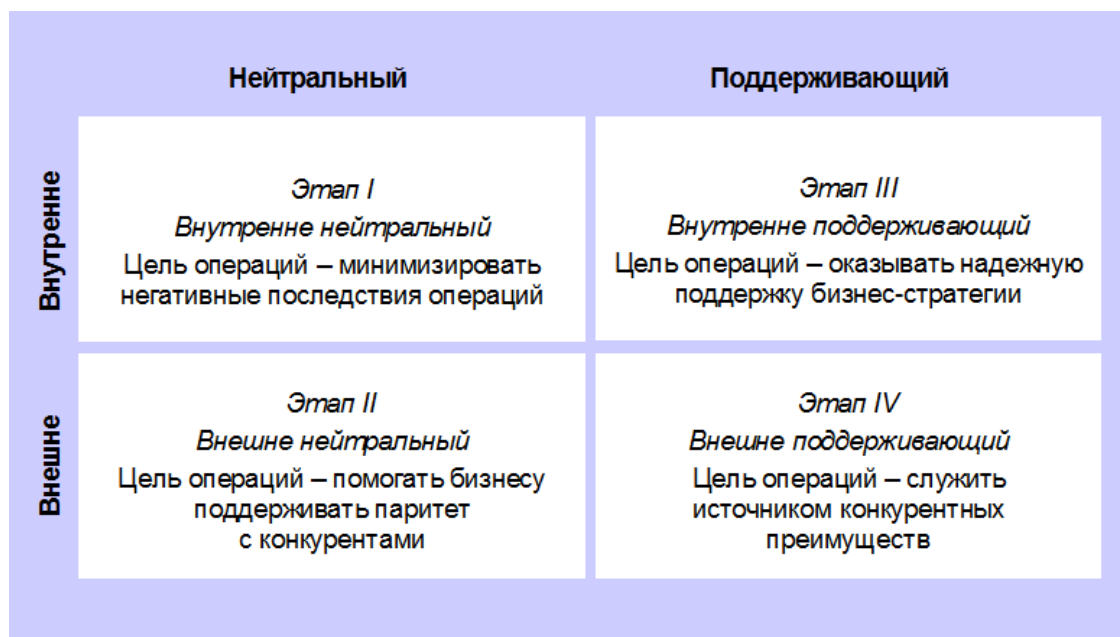 Нейтральный
Поддерживающий
Внутренне
Этап I
Внутренне нейтральный
Цель операций – минимизировать
негативные последствия операций
Этап III
Внутренне поддерживающий
Цель операций – оказывать надежную
поддержку бизнес-стратегии
Внешне
Этап II
Внешне нейтральный
Цель операций – помогать бизнесу
поддерживать паритет
с конкурентами
Этап IV
Внешне поддерживающий
Цель операций – служить
источником конкурентных
преимуществ